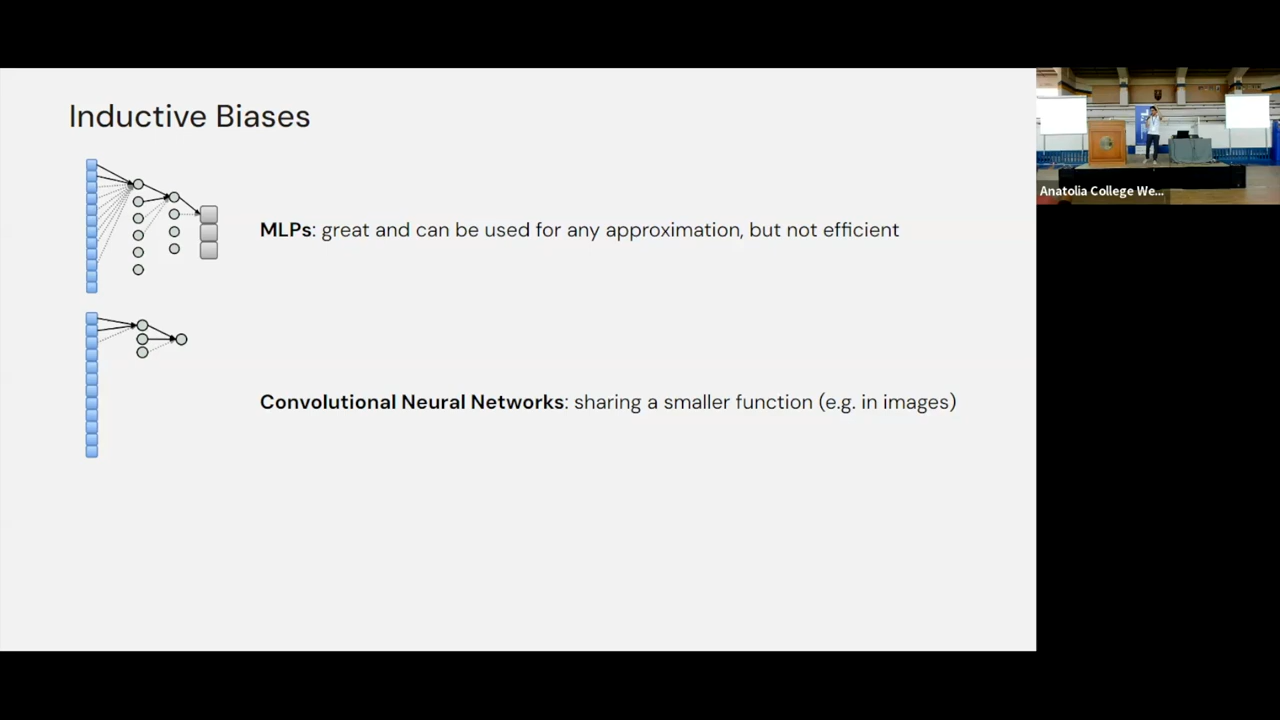 Inductive Biases
MLPs: great and can be used for any approximation, but not efficient
Convolutional Neural Networks: sharing a smaller function (e.g. in images)
Anatolia College We...